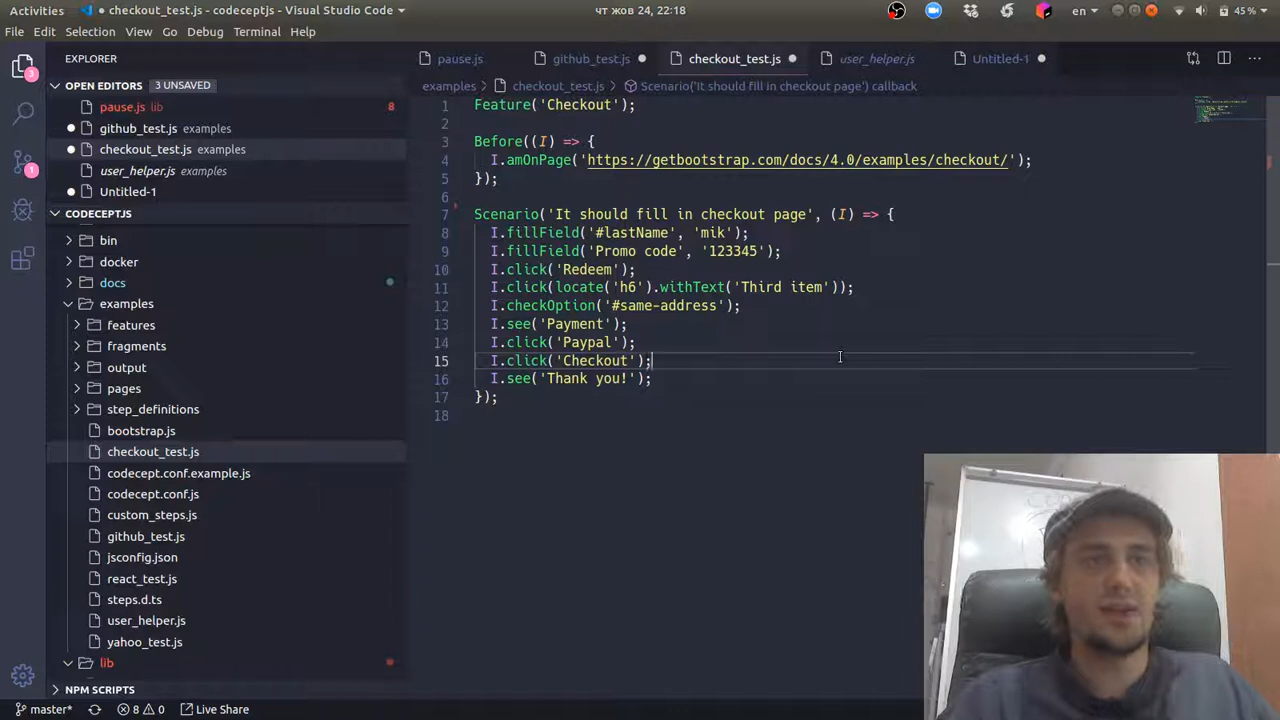 Activities
checkout_test.js - codeceptjs - Visual Studio Code
чт жов 24, 22:18
en
45 %
File Edit Selection View Go Debug Terminal Help
EXPLORER
pause.js
github_test.js
checkout_test.js
user_helper.js
Untitled-1
OPEN EDITORS 3 UNSAVED
examples > checkout_test.js > Scenario('It should fill in checkout page') callback
pause.js lib 8
github_test.js examples
checkout_test.js examples
user_helper.js examples
Untitled-1
CODECEPTJS
bin
docker
docs
examples
features
fragments
output
pages
step_definitions
bootstrap.js
checkout_test.js
codecept.conf.example.js
codecept.conf.js
custom_steps.js
github_test.js
jsconfig.json
react_test.js
steps.d.ts
user_helper.js
yahoo_test.js
lib
NPM SCRIPTS
3
1
1 Feature('Checkout');
2
3 Before((I) => {
4 I.amOnPage('https://getbootstrap.com/docs/4.0/examples/checkout/');
5 });
6
7 Scenario('It should fill in checkout page', (I) => {
8 I.fillField('#lastName', 'mik');
9 I.fillField('Promo code', '123345');
10 I.click('Redeem');
11 I.click(locate('h6').withText('Third item'));
12 I.checkOption('#same-address');
13 I.see('Payment');
14 I.click('Paypal');
15 I.click('Checkout');
16 I.see('Thank you!');
17 });
18
master*
8
0
Live Share